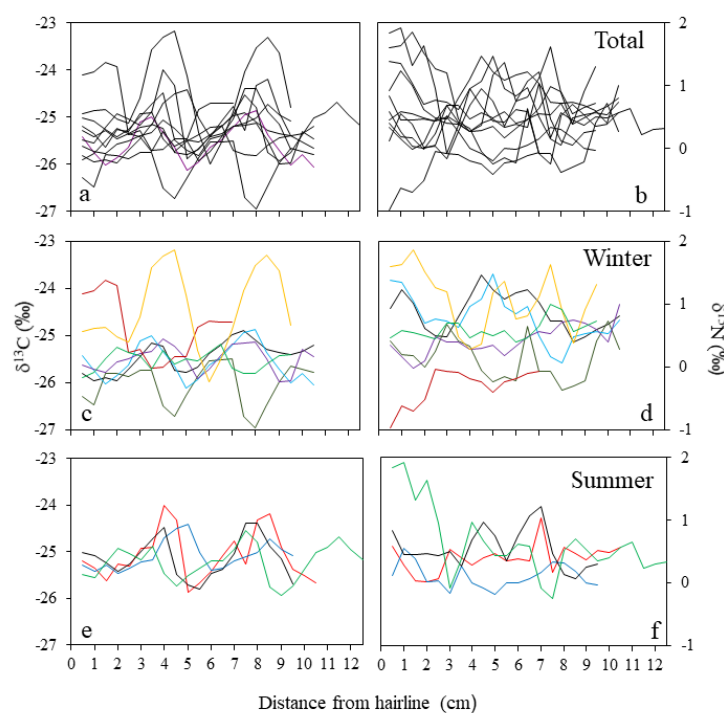 -23 2
-24 Total 1
-25
-26 0
a b
-27 -1
-23 2
Winter
-24 1
-25
δ¹³C (‰) δ¹⁵N (‰)
-26 0
c d
-27 -1
-23 2
Summer
-24 1
-25
-26 0
e f
-27 -1
0 1 2 3 4 5 6 7 8 9 10 11 12 0 1 2 3 4 5 6 7 8 9 10 11 12
Distance from hairline (cm)